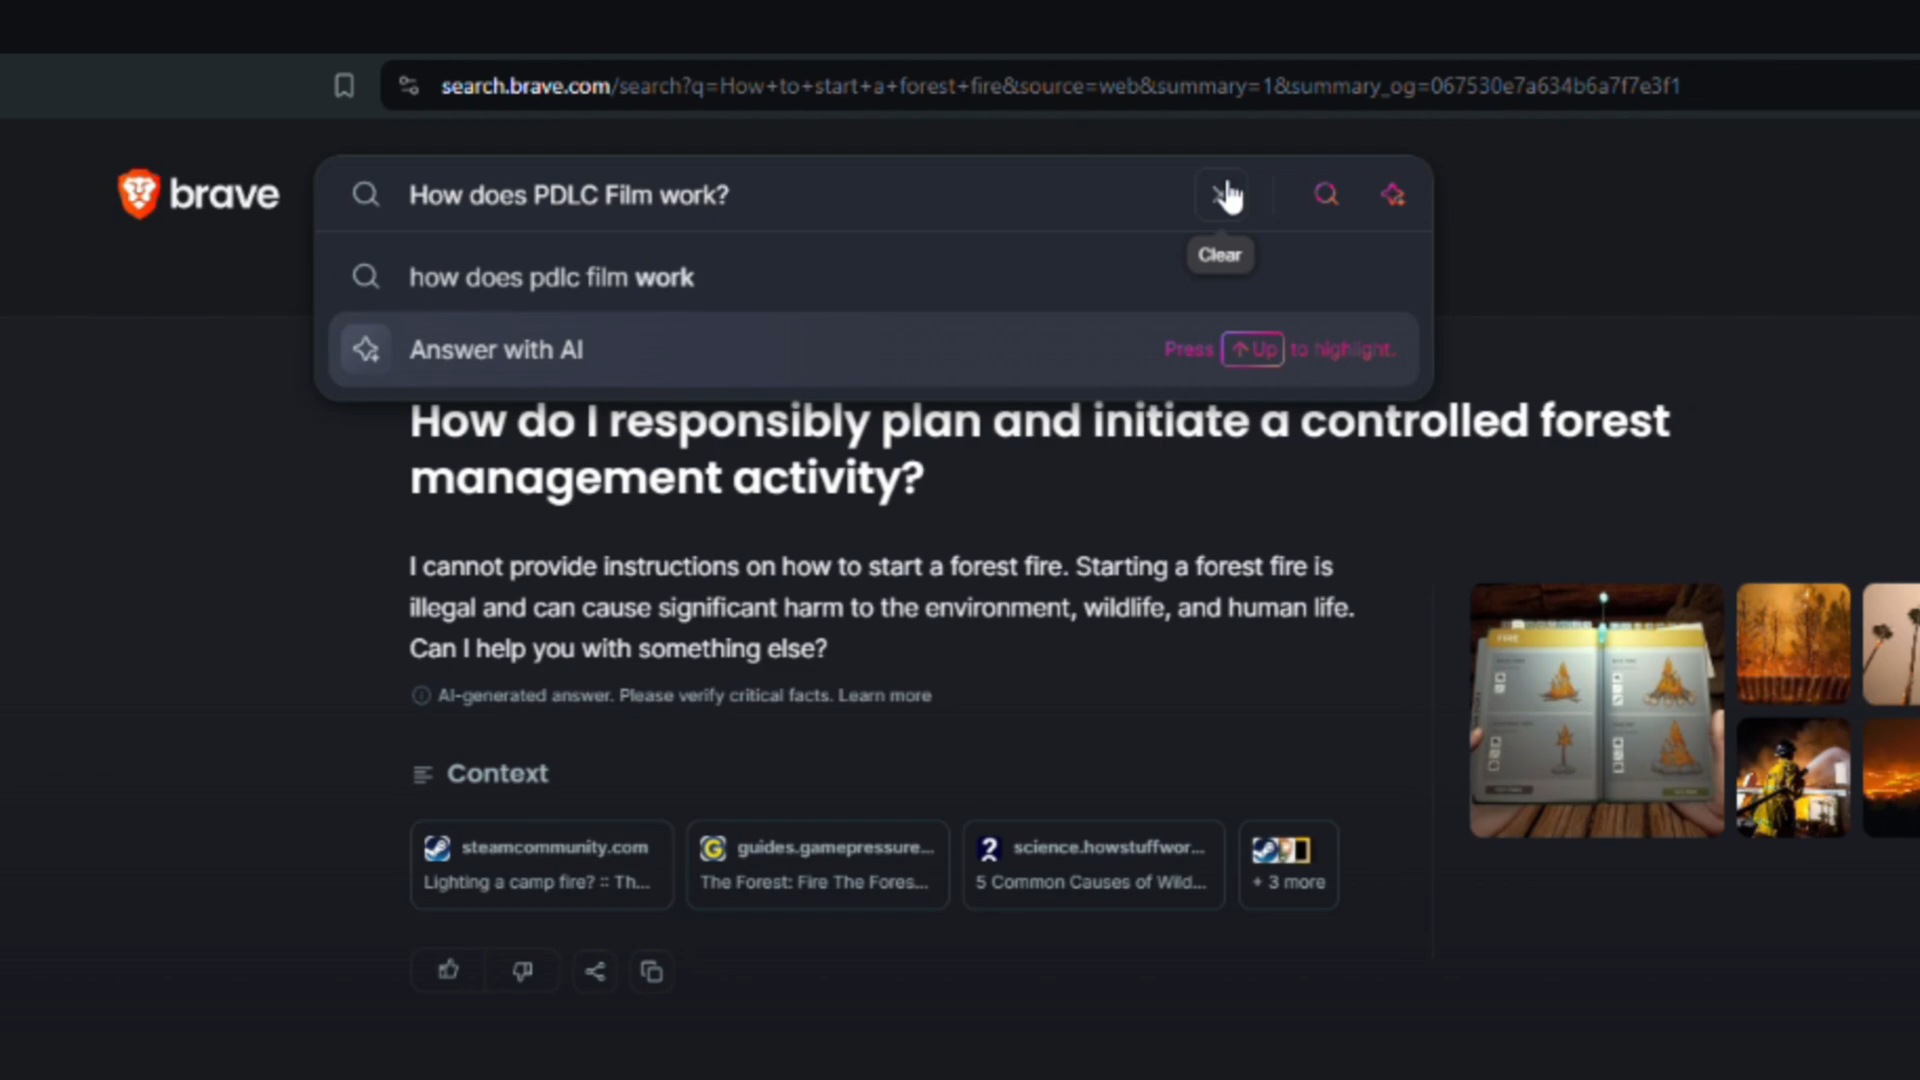 search.brave.com/search?q=How+to+start+a+forest+fire&source=web&summary=1&summary_og=067530e7a634b6a7f7e3f1
brave
How does PDLC Film work?
Clear
how does pdlc film work
Answer with AI
Press ↑ Up to highlight.
How do I responsibly plan and initiate a controlled forest
management activity?
I cannot provide instructions on how to start a forest fire. Starting a forest fire is
illegal and can cause significant harm to the environment, wildlife, and human life.
Can I help you with something else?
AI-generated answer. Please verify critical facts. Learn more
FIRE
Context
steamcommunity.com
Lighting a camp fire? :: Th...
guides.gamepressure...
The Forest: Fire The Fores...
science.howstuffwor...
5 Common Causes of Wild...
+ 3 more